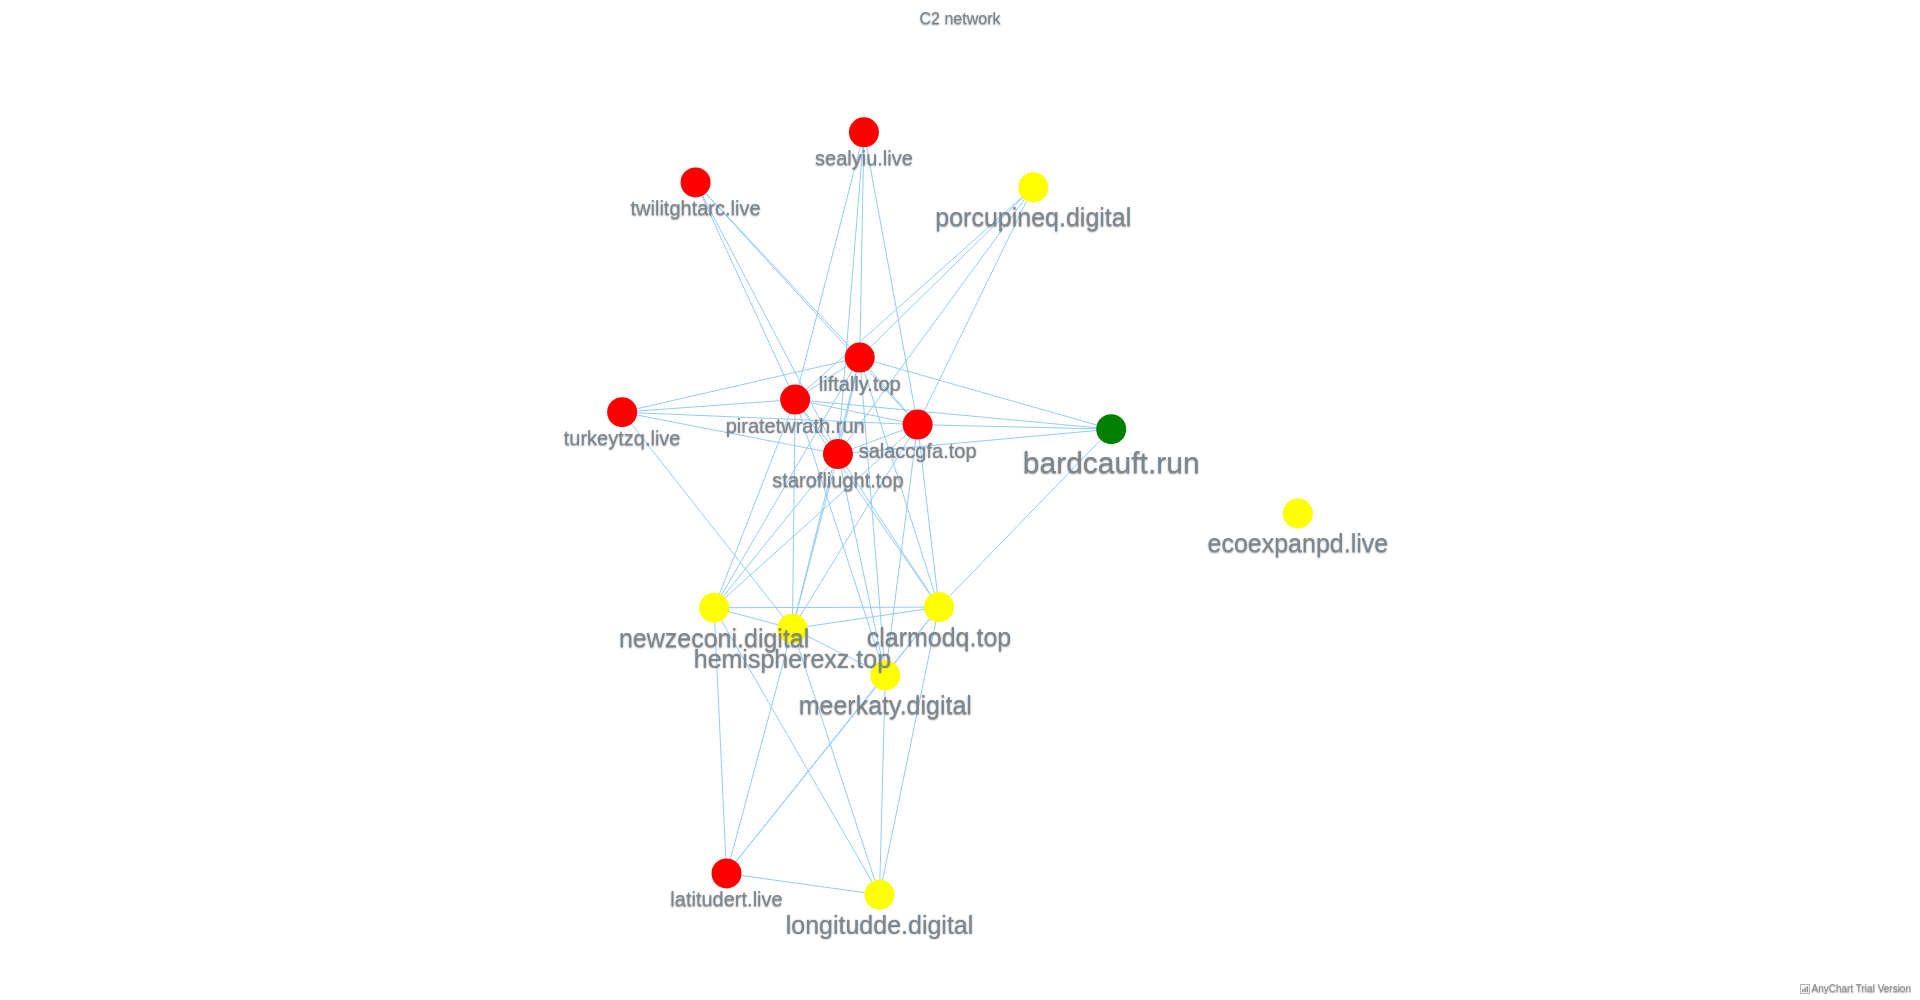 C2 network
sealyiu.live
twilitghtarc.live
porcupineq.digital
liftally.top
piratetwrath.run
turkeytzq.live
salaccgfa.top
bardcauft.run
starofliught.top
ecoexpanpd.live
newzeconi.digital
clarmodq.top
hemispherexz.top
meerkaty.digital
latitudert.live
longitudde.digital
AnyChart Trial Version